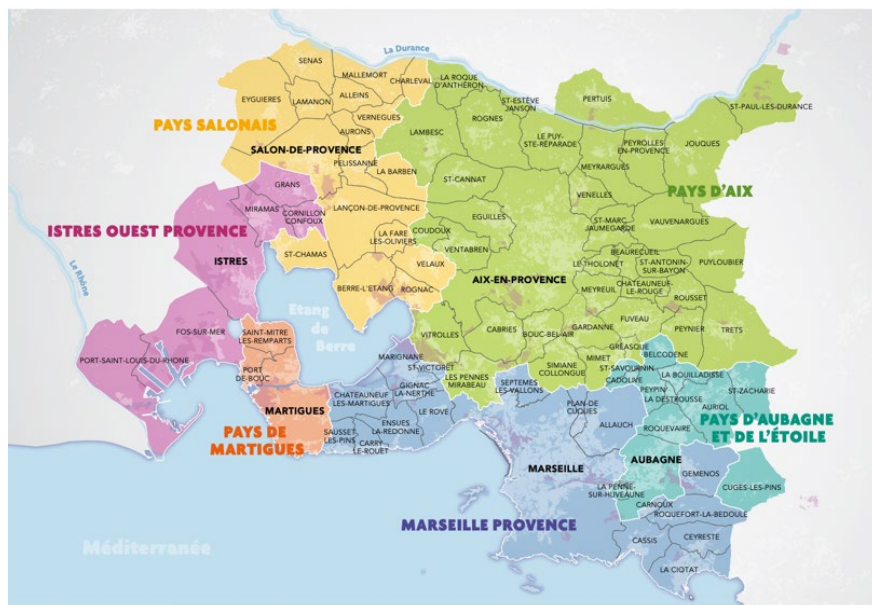 La Durance
SENAS
MALLEMORT
CHARLEVAL
ALLEINS
EYGUIERES
LAMANON
VERNEGUES
PAYS SALONAIS
AURONS
SALON-DE-PROVENCE
PELISSANNE
LA BARBEN
LANÇON-DE-PROVENCE
LA FARE
LES-OLIVIERS
ST-CHAMAS
VELAUX
BERRE-L'ETANG
ROGNAC
LA ROQUE
D'ANTHÉRON
ST-ESTÈVE
JANSON
PERTUIS
ST-PAUL-LES-DURANCE
ROGNES
LAMBESC
LE PUY-
STE-RÉPARADE
PEYROLLES
EN-PROVENCE
JOUQUES
MEYRARGUES
ST-CANNAT
VENELLES
PAYS D'AIX
EGUILLES
ST-MARC
JAUMEGARDE
VAUVENARGUES
COUDOUX
VENTABREN
BEAURECUEIL
LE THOLONET
ST-ANTONIN-
SUR-BAYON
PUYLOUBIER
AIX-EN-PROVENCE
CHATEAUNEUF-
LE-ROUGE
MEYREUIL
ROUSSET
FUVEAU
VITROLLES
CABRIES
BOUC-BEL-AIR
GARDANNE
PEYNIER
TRETS
GRÉASQUE
MIMET
SIMIANE
COLLONGUE
ST-SAVOURNIN
LES PENNES
MIRABEAU
GRANS
MIRAMAS
CORNILLON
CONFOUX
ISTRES OUEST PROVENCE
ISTRES
Le Rhône
FOS-SUR-MER
PORT-SAINT-LOUIS-DU-RHONE
Etang
de
Berre
SAINT-MITRE
LES-REMPARTS
PORT
DE-BOUC
MARTIGUES
PAYS DE
MARTIGUES
MARIGNANE
ST-VICTORET
CHATEAUNEUF
LES-MARTIGUES
GIGNAC
LA-NERTHE
LE ROVE
ENSUES
LA-REDONNE
SAUSSET
LES-PINS
CARRY
LE-ROUET
SEPTEMES
LES-VALLONS
PLAN-DE
CUQUES
ALLAUCH
MARSEILLE
MARSEILLE PROVENCE
GEMENOS
CARNOUX
ROQUEFORT-LA-BEDOULE
CASSIS
CEYRESTE
LA CIOTAT
BELCODENE
CADOLIVE
LA BOUILLADISSE
PEYPIN
LA DESTROUSSE
ST-ZACHARIE
AURIOL
ROQUEVAIRE
PAYS D'AUBAGNE
ET DE L'ÉTOILE
AUBAGNE
LA PENNE-
SUR-HUVEAUNE
CUGES-LES-PINS
Méditerranée